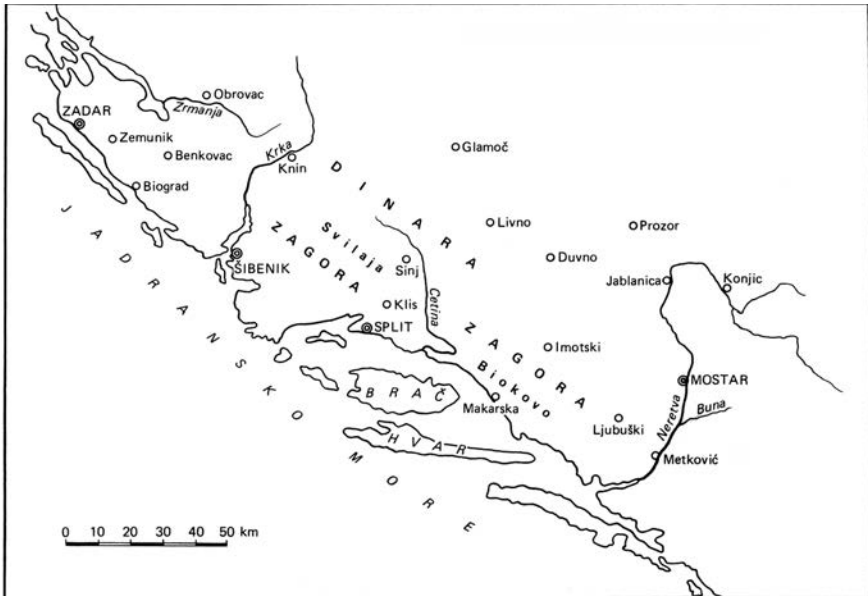 Obrovac
ZADAR
Zrmanja
Zemunik
Benkovac
Krka
Knin
Glamoč
Biograd
DINARA
JADRANSKO MORE
ZAGORA
Svilaja
Livno
Prozor
ŠIBENIK
Sinj
Duvno
Jablanica
Konjic
Cetina
Klis
SPLIT
ZAGORA
Imotski
Biokovo
MOSTAR
BRAČ
Makarska
Neretva
Buna
Ljubuški
HVAR
Metković
0 10 20 30 40 50 km